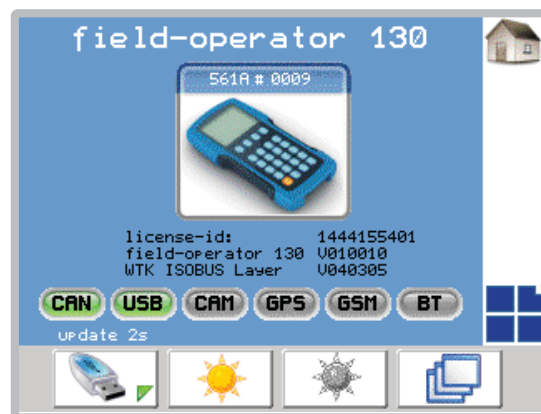 field-operator 130
561A # 0009
license-id: 1444155401
field-operator 130 V010010
WTK ISOBUS Layer V040305
CAN USB CAM GPS GSM BT
update 2s